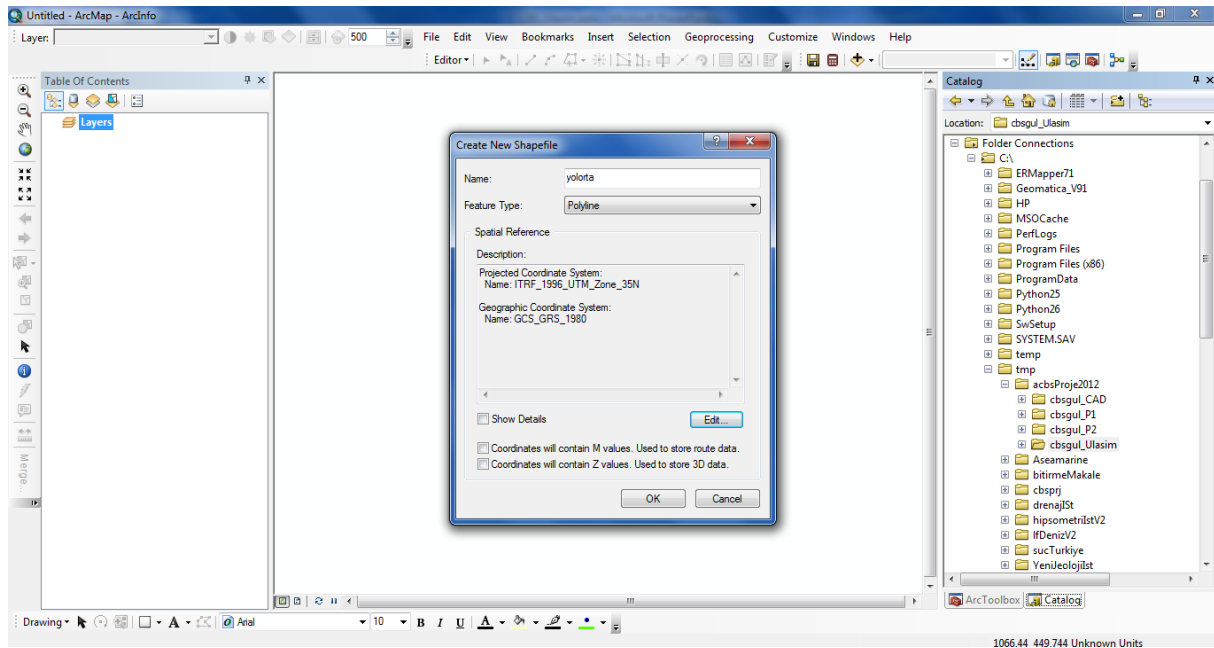 Untitled - ArcMap - ArcInfo
Layer:
500
File Edit View Bookmarks Insert Selection Geoprocessing Customize Windows Help
Editor
Table Of Contents
Layers
Create New Shapefile
Name: yolorta
Feature Type: Polyline
Spatial Reference
Description:
Projected Coordinate System:
Name: ITRF_1996_UTM_Zone_35N
Geographic Coordinate System:
Name: GCS_GRS_1980
Show Details
Edit...
Coordinates will contain M values. Used to store route data.
Coordinates will contain Z values. Used to store 3D data.
OK Cancel
Catalog
Location: cbsgul_Ulasim
Folder Connections
C:\
ERMapper71
Geomatica_V91
HP
MSOCache
PerfLogs
Program Files
Program Files (x86)
ProgramData
Python25
Python26
SwSetup
SYSTEM.SAV
temp
tmp
acbsProje2012
cbsgul_CAD
cbsgul_P1
cbsgul_P2
cbsgul_Ulasim
Aseamarine
bitirmeMakale
cbsprj
drenajISt
hipsometriIstV2
IfDenizV2
sucTurkiye
YeniJeolojiIst
ArcToolbox Catalog
Merge...
Drawing
A
Arial
10
B I U A
1066,44 449,744 Unknown Units